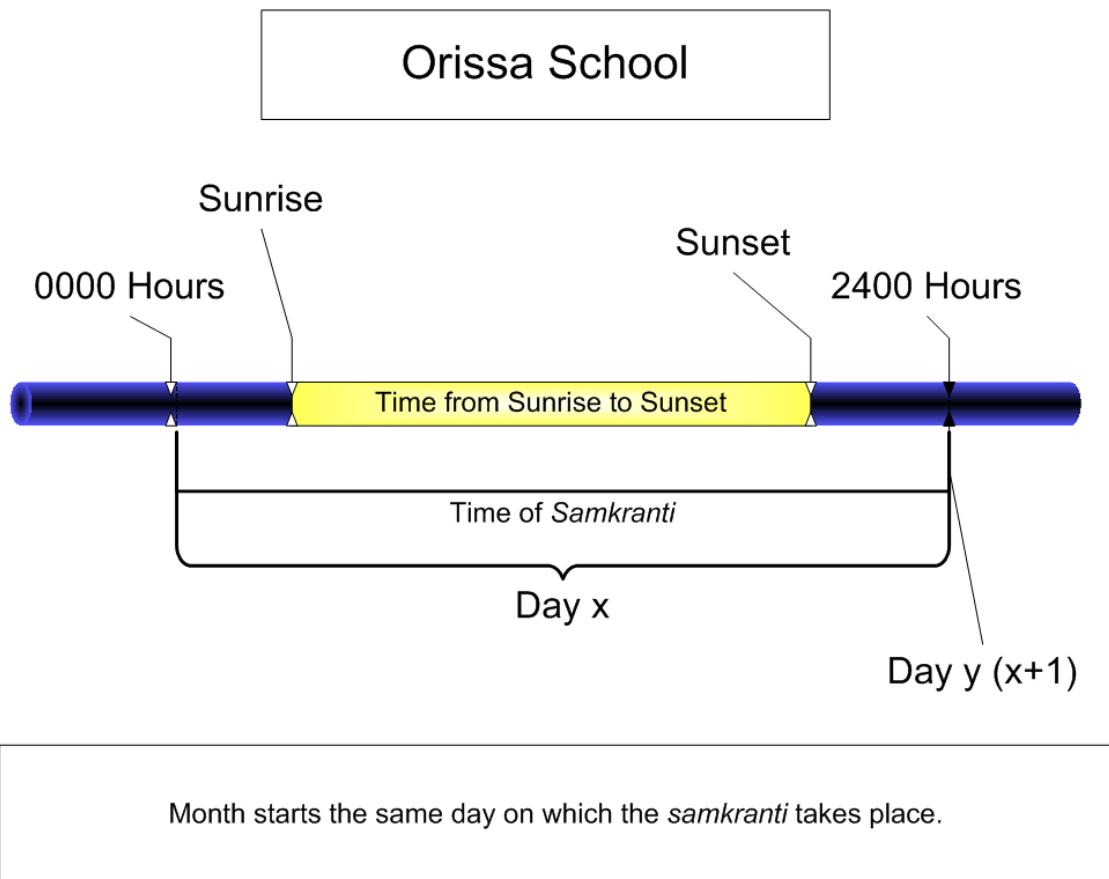 Orissa School
Sunrise
Sunset
0000 Hours
2400 Hours
Time from Sunrise to Sunset
Time of Samkranti
Day x
Day y (x+1)
Month starts the same day on which the samkranti takes place.